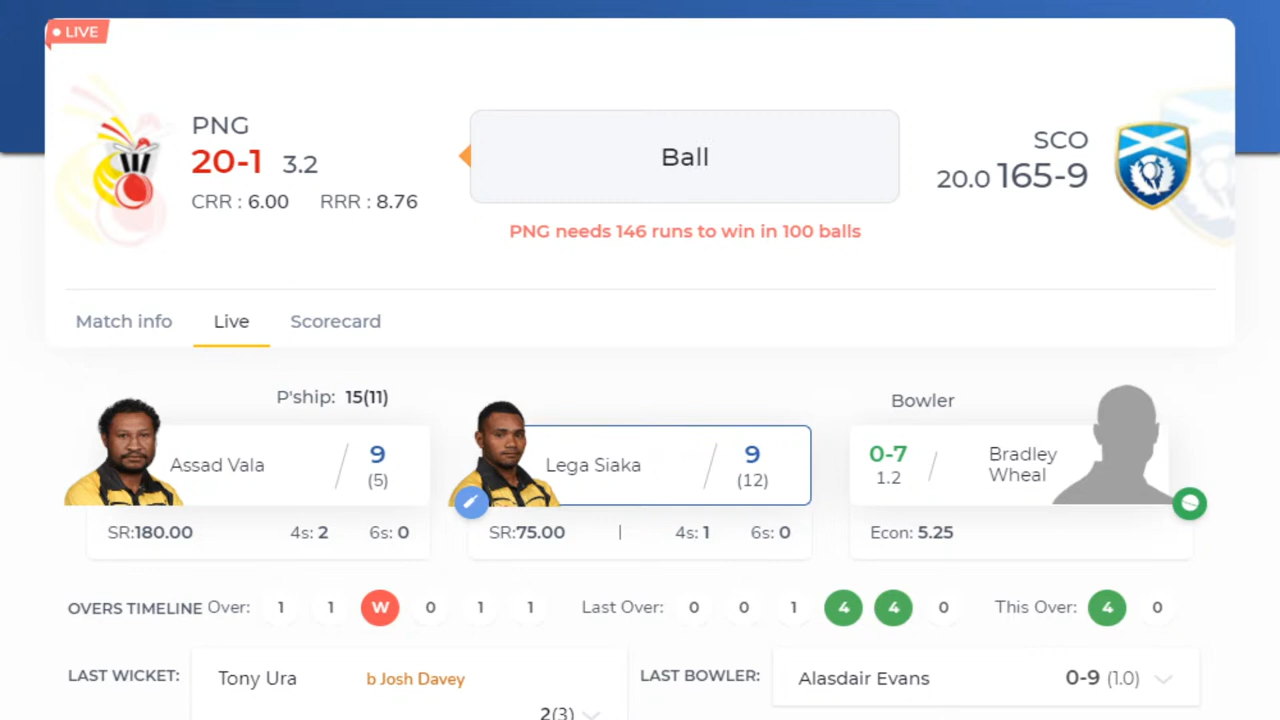 LIVE
PNG
20-1 3.2
CRR : 6.00 RRR : 8.76
Ball
PNG needs 146 runs to win in 100 balls
SCO
20.0 165-9
Match info Live Scorecard
P'ship: 15(11)
Assad Vala 9 (5)
SR:180.00 4s: 2 6s: 0
Lega Siaka 9 (12)
SR:75.00 | 4s: 1 6s: 0
Bowler
0-7 1.2 Bradley Wheal
Econ: 5.25
OVERS TIMELINE Over: 1 1 W 0 1 1 Last Over: 0 0 1 4 4 0 This Over: 4 0
LAST WICKET: Tony Ura b Josh Davey 2(3)
LAST BOWLER: Alasdair Evans 0-9 (1.0)